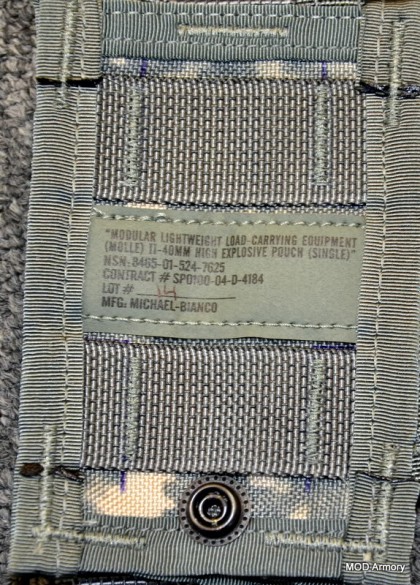 "MODULAR LIGHTWEIGHT LOAD-CARRYING EQUIPMENT
(MOLLE) II-40MM HIGH EXPLOSIVE POUCH (SINGLE)"
NSN: 8465-01-524-7625
CONTRACT # SPO100-04-D-4184
LOT # 14
MFG: MICHAEL-BIANCO
MOD Armory